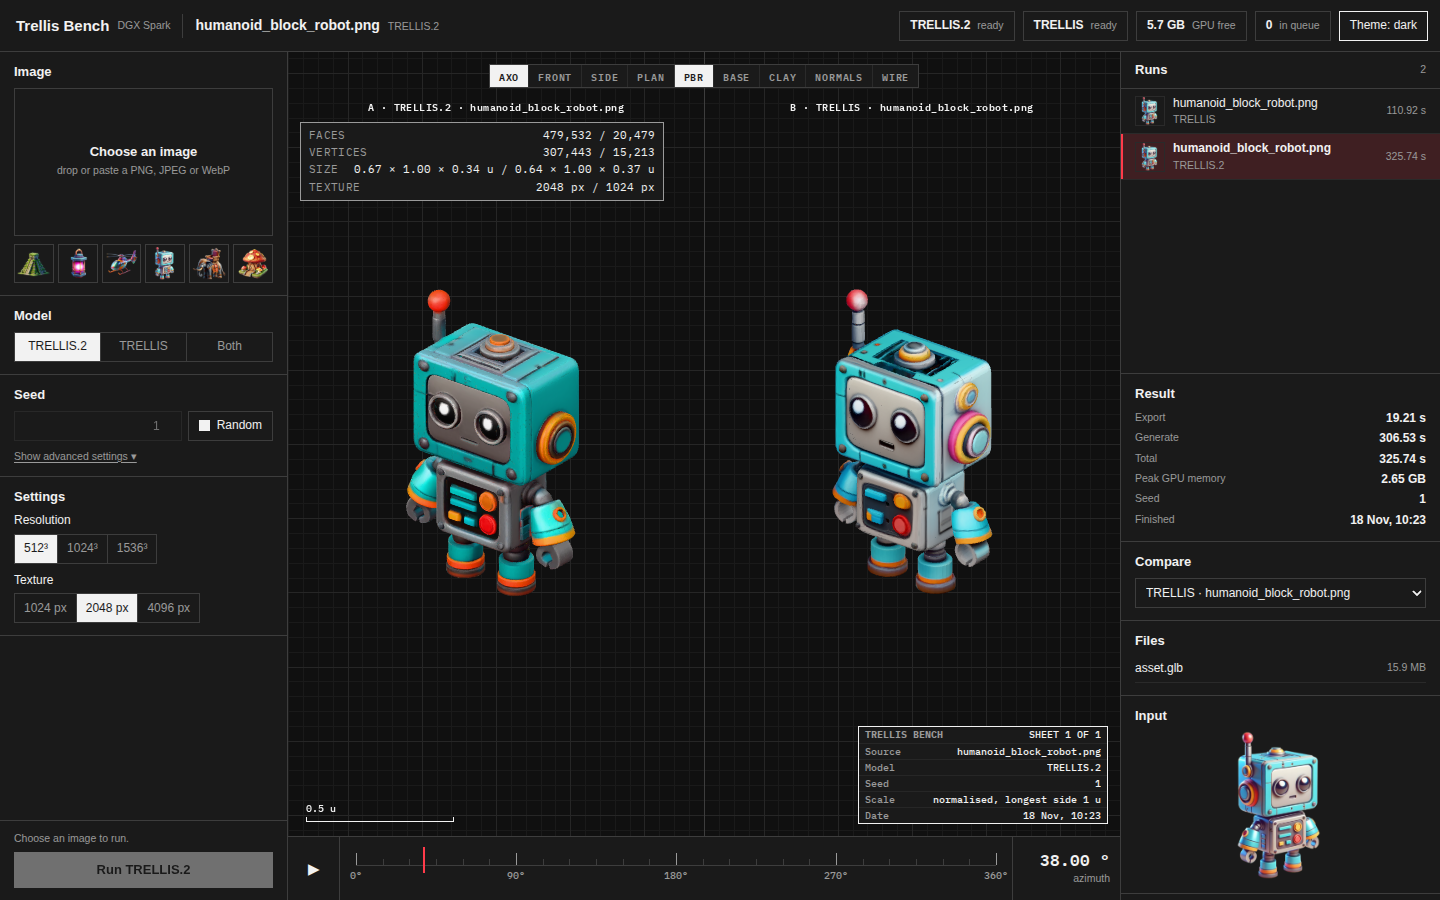 Trellis Bench DGX Spark humanoid_block_robot.png TRELLIS.2 TRELLIS.2 ready TRELLIS ready 5.7 GB GPU free 0 in queue Theme: dark
Image
Choose an image
drop or paste a PNG, JPEG or WebP
Model
TRELLIS.2 TRELLIS Both
Seed
1 Random
Show advanced settings ▾
Settings
Resolution
512³ 1024³ 1536³
Texture
1024 px 2048 px 4096 px
Choose an image to run.
Run TRELLIS.2
AXO FRONT SIDE PLAN PBR BASE CLAY NORMALS WIRE
A · TRELLIS.2 · humanoid_block_robot.png
B · TRELLIS · humanoid_block_robot.png
FACES 479,532 / 20,479
VERTICES 307,443 / 15,213
SIZE 0.67 × 1.00 × 0.34 u / 0.64 × 1.00 × 0.37 u
TEXTURE 2048 px / 1024 px
TRELLIS BENCH SHEET 1 OF 1
Source humanoid_block_robot.png
Model TRELLIS.2
Seed 1
Scale normalised, longest side 1 u
Date 18 Nov, 10:23
0.5 u
▶ 0° 90° 180° 270° 360°
38.00 °
azimuth
Runs 2
humanoid_block_robot.png
TRELLIS 110.92 s
humanoid_block_robot.png
TRELLIS.2 325.74 s
Result
Export 19.21 s
Generate 306.53 s
Total 325.74 s
Peak GPU memory 2.65 GB
Seed 1
Finished 18 Nov, 10:23
Compare
TRELLIS · humanoid_block_robot.png
Files
asset.glb 15.9 MB
Input